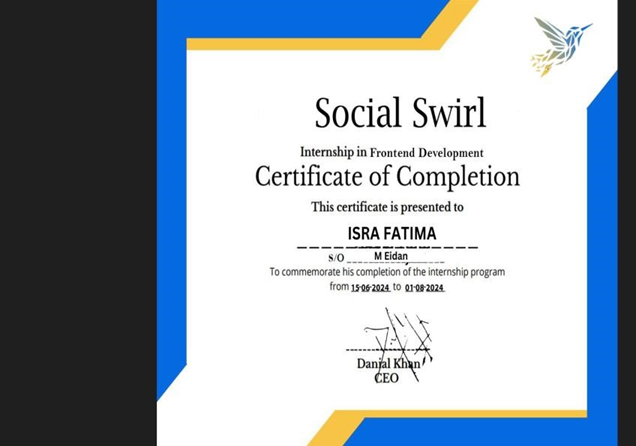 Social Swirl
Internship in Frontend Development
Certificate of Completion
This certificate is presented to
ISRA FATIMA
S/O M Eidan
To commemorate his completion of the internship program
from 15-06-2024 to 01-08-2024
Danial Khan
CEO